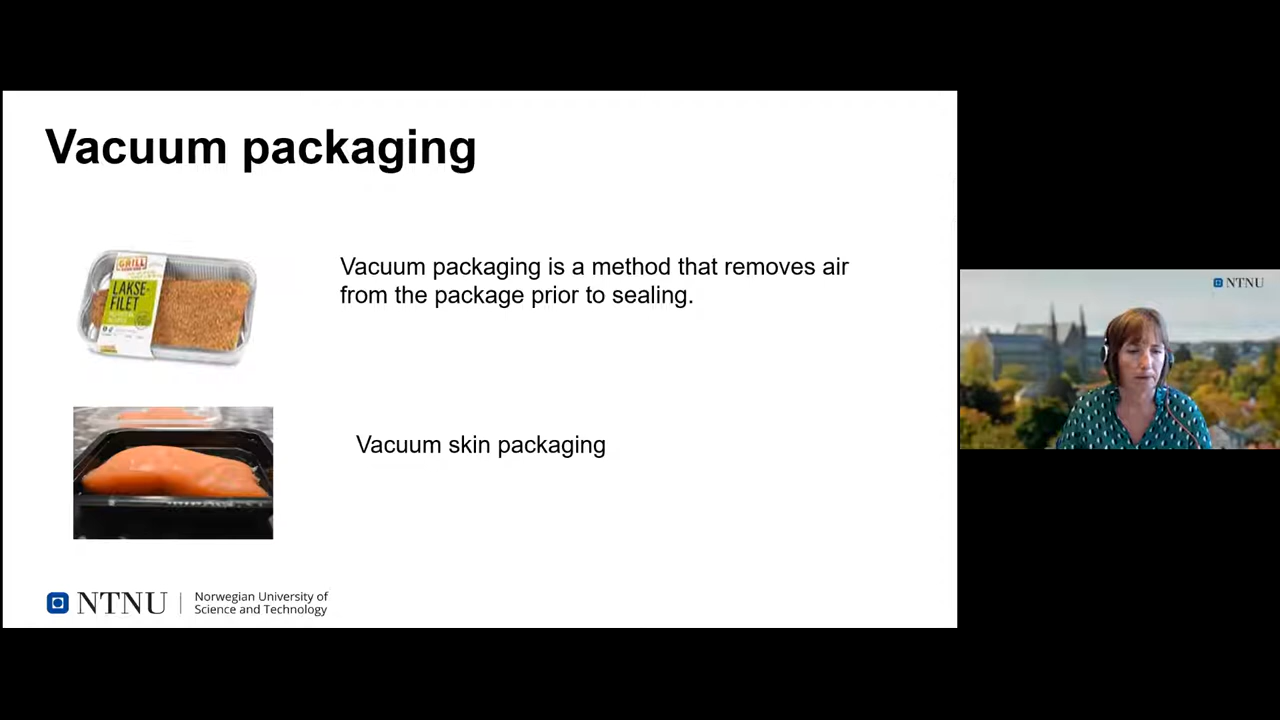 Vacuum packaging
GRILL
LAKSE-
FILET
Vacuum packaging is a method that removes air
from the package prior to sealing.
Vacuum skin packaging
NTNU
Norwegian University of
Science and Technology
NTNU